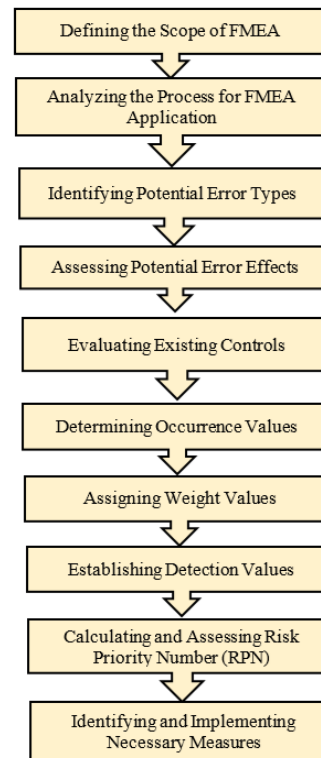 Defining the Scope of FMEA
Analyzing the Process for FMEA
Application
Identifying Potential Error Types
Assessing Potential Error Effects
Evaluating Existing Controls
Determining Occurrence Values
Assigning Weight Values
Establishing Detection Values
Calculating and Assessing Risk
Priority Number (RPN)
Identifying and Implementing
Necessary Measures